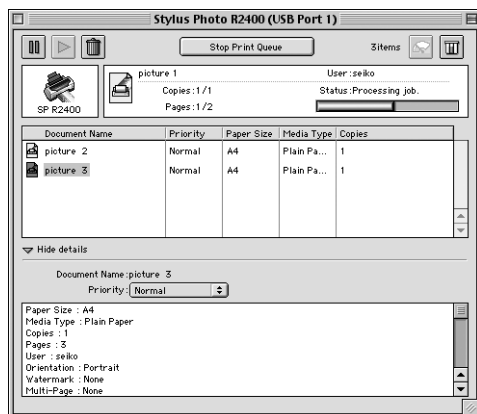 Stylus Photo R2400 (USB Port 1)
Stop Print Queue
3items
SP R2400
picture 1
User :seiko
Copies :1/1
Status :Processing job.
Pages :1/2
Document Name Priority Paper Size Media Type Copies
picture 2 Normal A4 Plain Pa... 1
picture 3 Normal A4 Plain Pa... 1
Hide details
Document Name :picture 3
Priority : Normal
Paper Size : A4
Media Type : Plain Paper
Copies : 1
Pages : 3
User : seiko
Orientation : Portrait
Watermark : None
Multi-Page : None